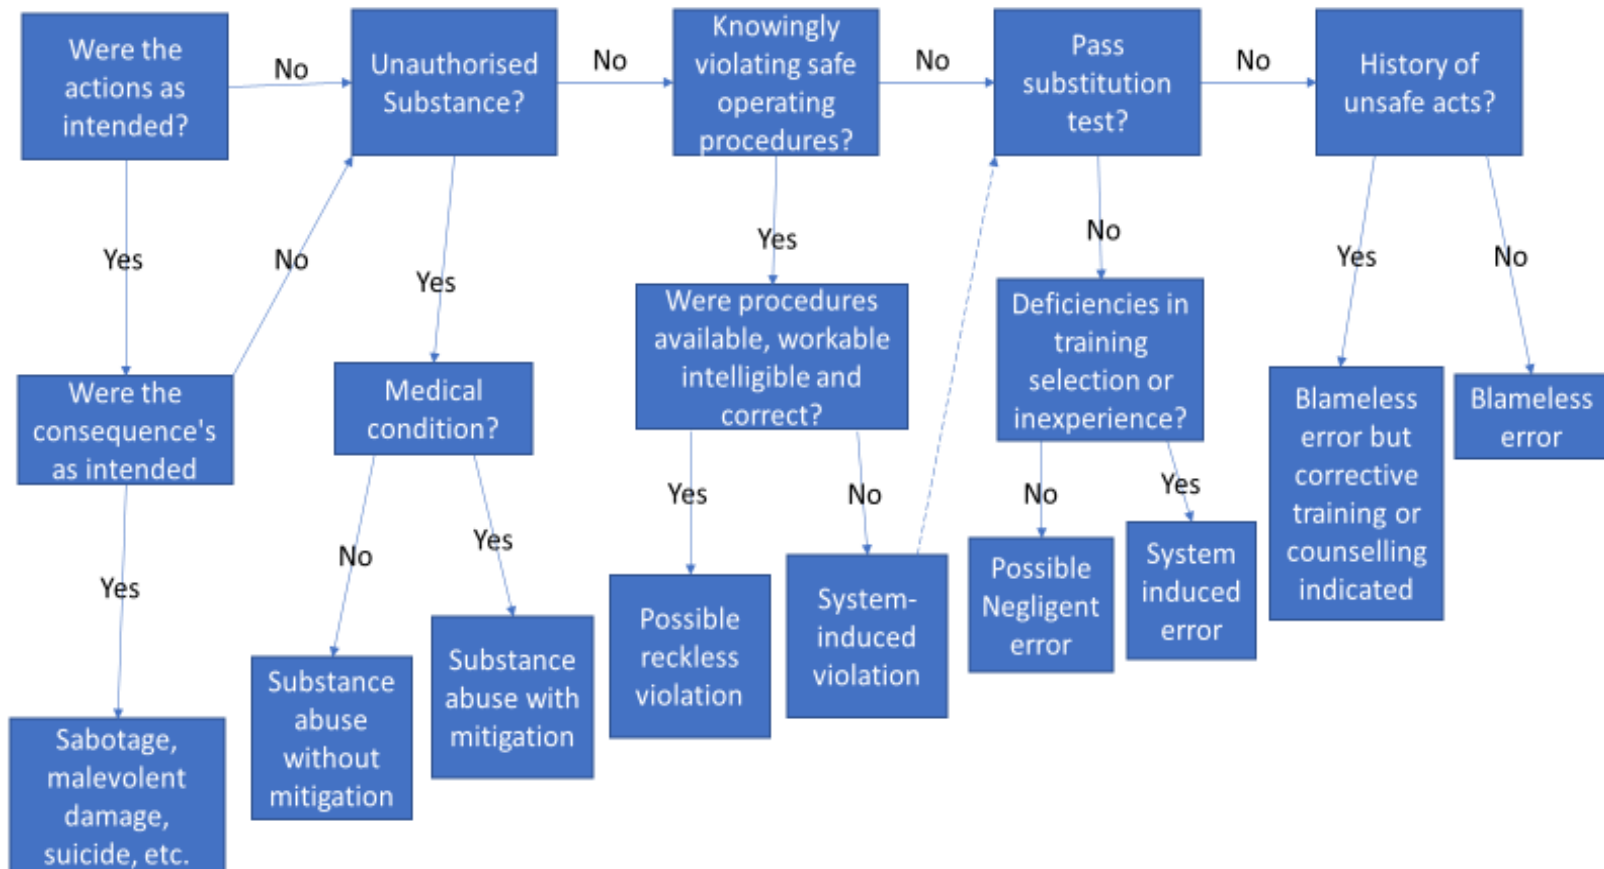 Were the
actions as
intended?
No
Unauthorised
Substance?
No
Knowingly
violating safe
operating
procedures?
No
Pass
substitution
test?
No
History of
unsafe acts?
Yes
No
Yes
Yes
No
Yes
No
Were the
consequence's
as intended
Medical
condition?
Were procedures
available, workable
intelligible and
correct?
Deficiencies in
training
selection or
inexperience?
Blameless
error but
corrective
training or
counselling
indicated
Blameless
error
Yes
No
Yes
Yes
No
No
Yes
Sabotage,
malevolent
damage,
suicide, etc.
Substance
abuse
without
mitigation
Substance
abuse with
mitigation
Possible
reckless
violation
System-
induced
violation
Possible
Negligent
error
System
induced
error